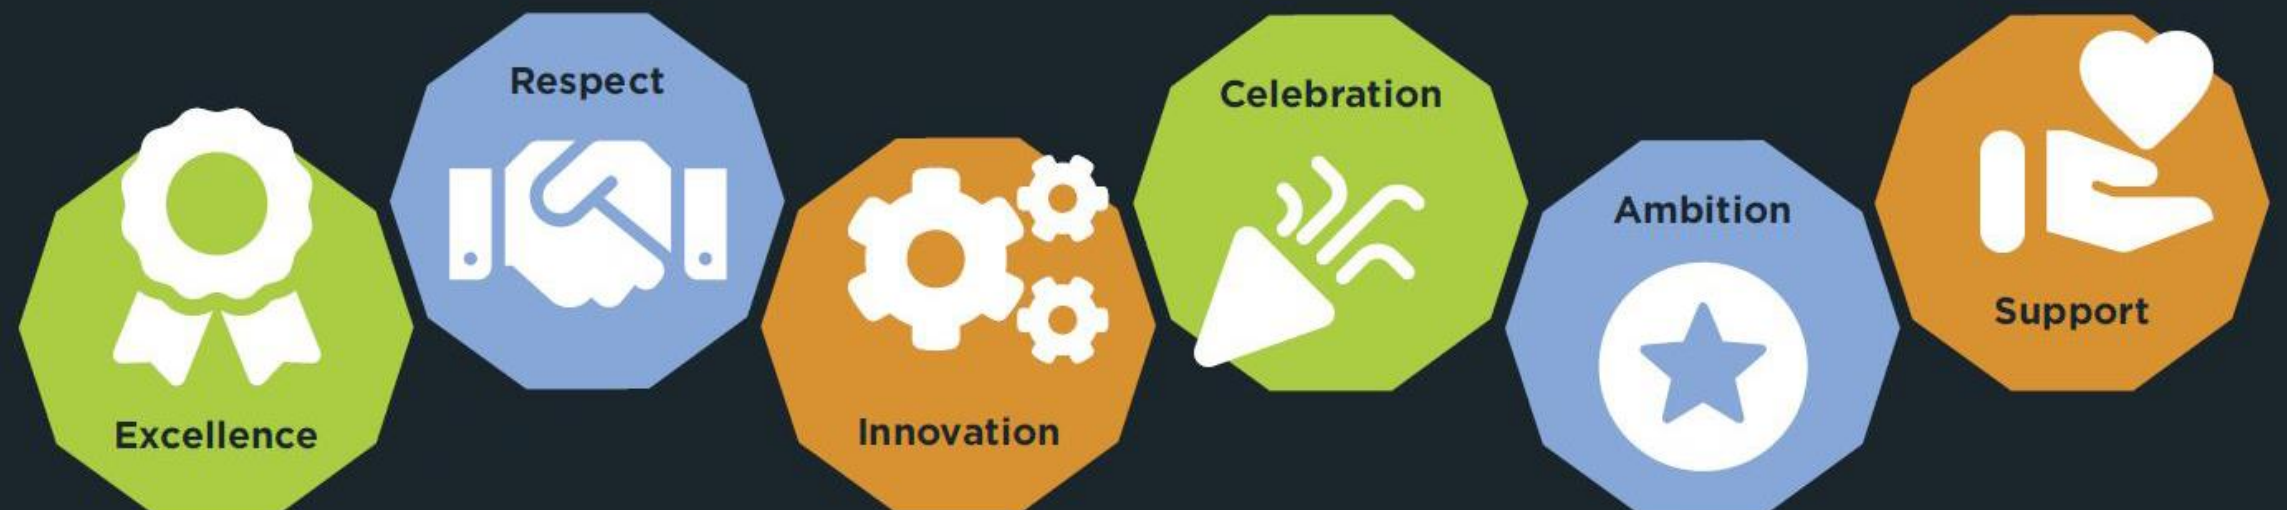 Excellence
Respect
Innovation
Celebration
Ambition
Support